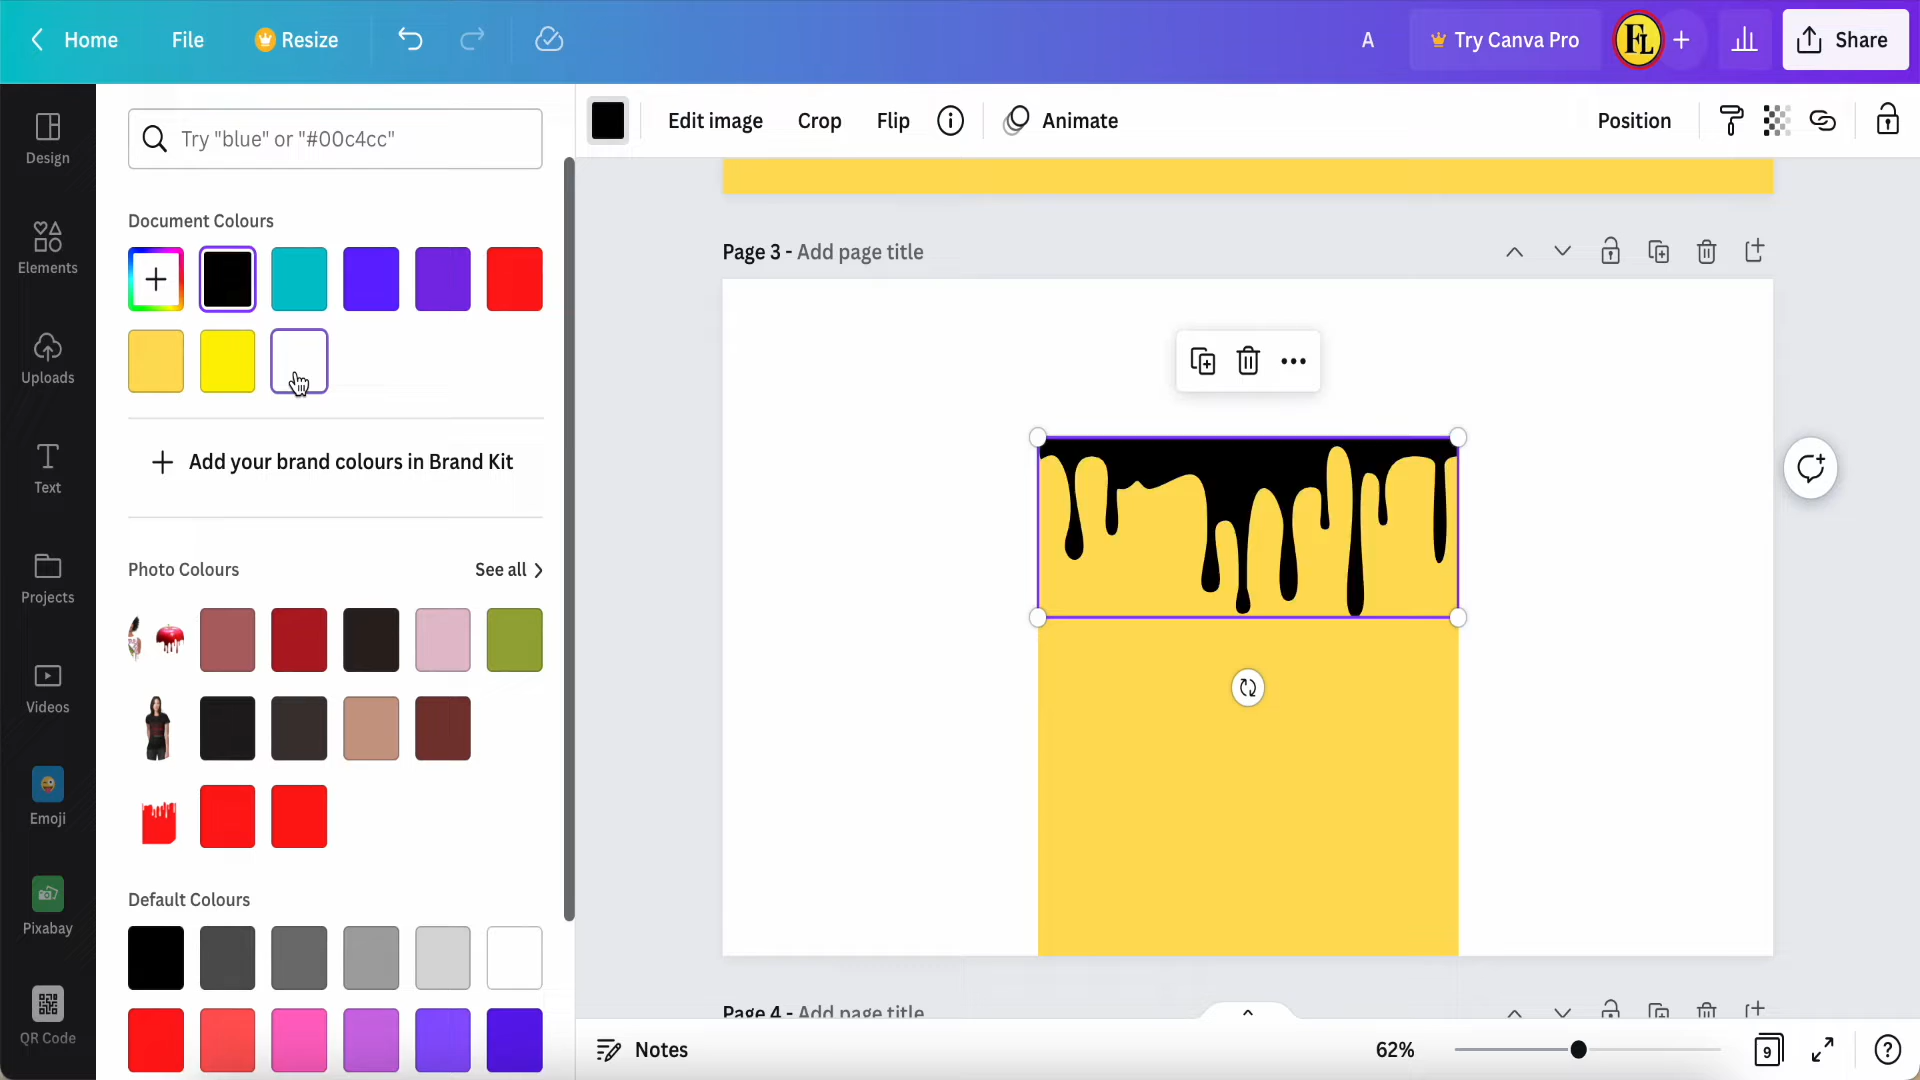 Home
File
Resize
A
Try Canva Pro
FL
Share
Design
Elements
Uploads
Text
Projects
Videos
Emoji
Pixabay
QR Code
Try "blue" or "#00c4cc"
Document Colours
Add your brand colours in Brand Kit
Photo Colours
See all
Default Colours
Edit image
Crop
Flip
Animate
Position
Page 3 - Add page title
Page 4 - Add page title
Notes
62%
9